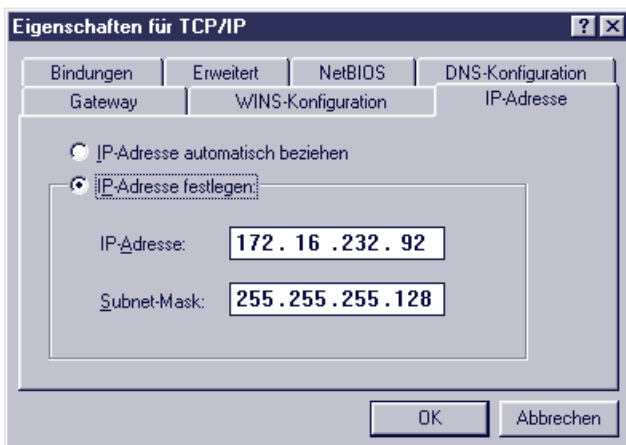 Eigenschaften für TCP/IP
Bindungen Erweitert NetBIOS DNS-Konfiguration
Gateway WINS-Konfiguration IP-Adresse
IP-Adresse automatisch beziehen
IP-Adresse festlegen:
IP-Adresse: 172. 16 .232. 92
Subnet-Mask: 255.255.255.128
OK Abbrechen